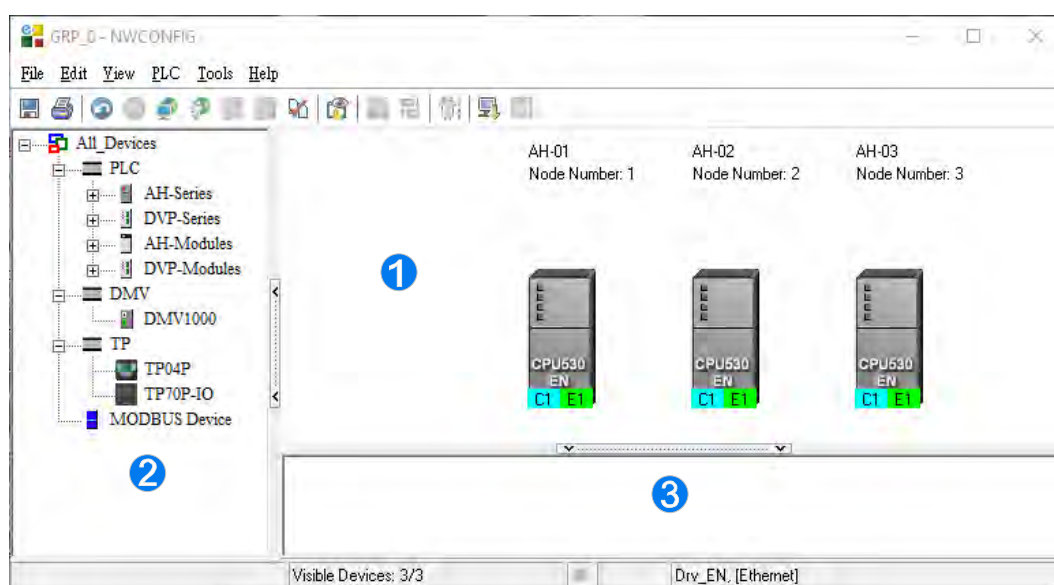 GRP_0 - NWCONFIG
File Edit View PLC Tools Help
All_Devices
PLC
AH-Series
DVP-Series
AH-Modules
DVP-Modules
DMV
DMV1000
TP
TP04P
TP70P-IO
MODBUS Device
2
AH-01 AH-02 AH-03
Node Number: 1 Node Number: 2 Node Number: 3
1
CPU530 CPU530 CPU530
EN EN EN
C1 E1 C1 E1 C1 E1
3
Visible Devices: 3/3 Drv_EN, [Ethernet]